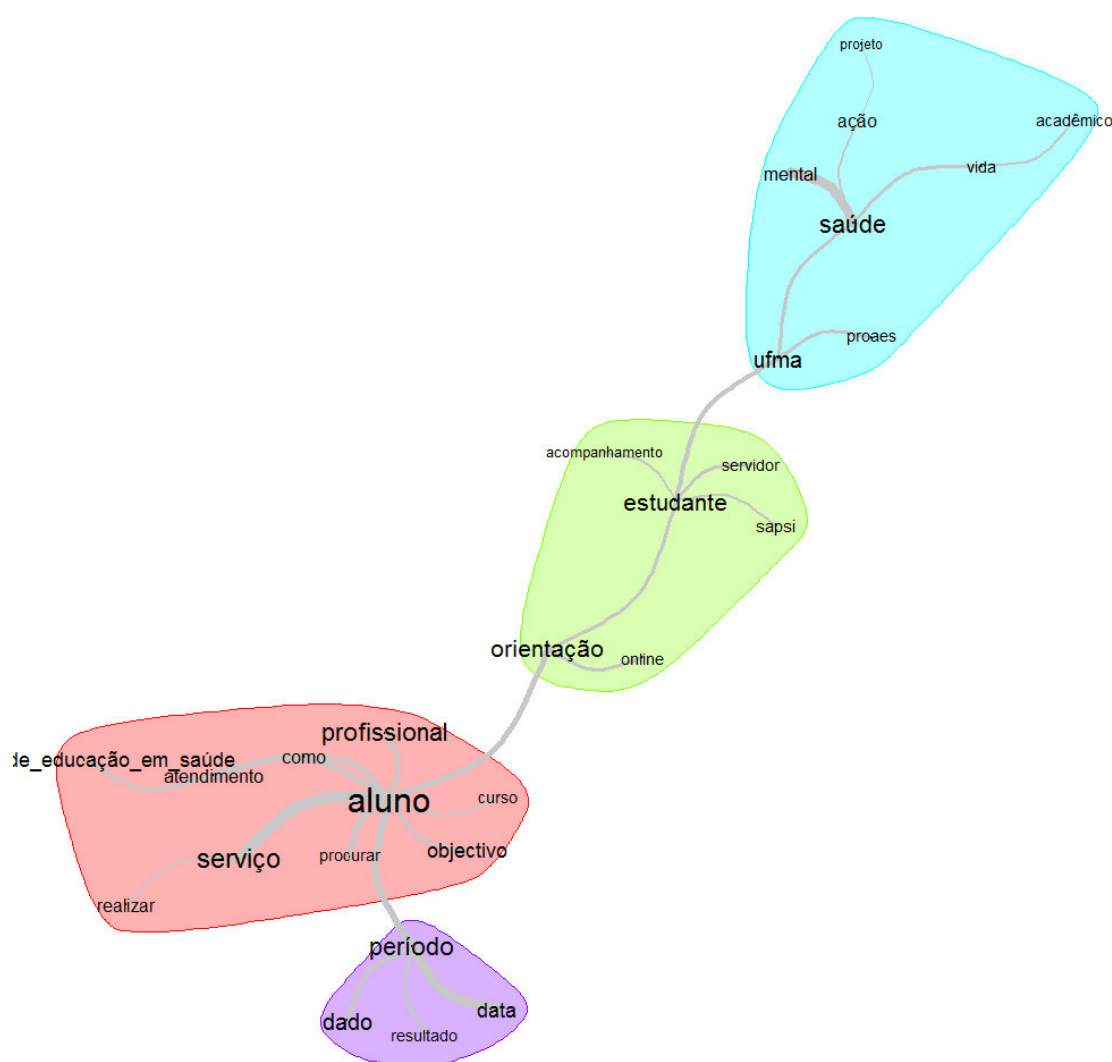 projeto
ação
acadêmico
mental
vida
saúde
proaes
ufma
acompanhamento
servidor
estudante
sapsi
orientação
online
profissional
de_educação_em_saúde
como
atendimento
aluno
curso
serviço
procurar
objectivo
realizar
período
data
dado
resultado